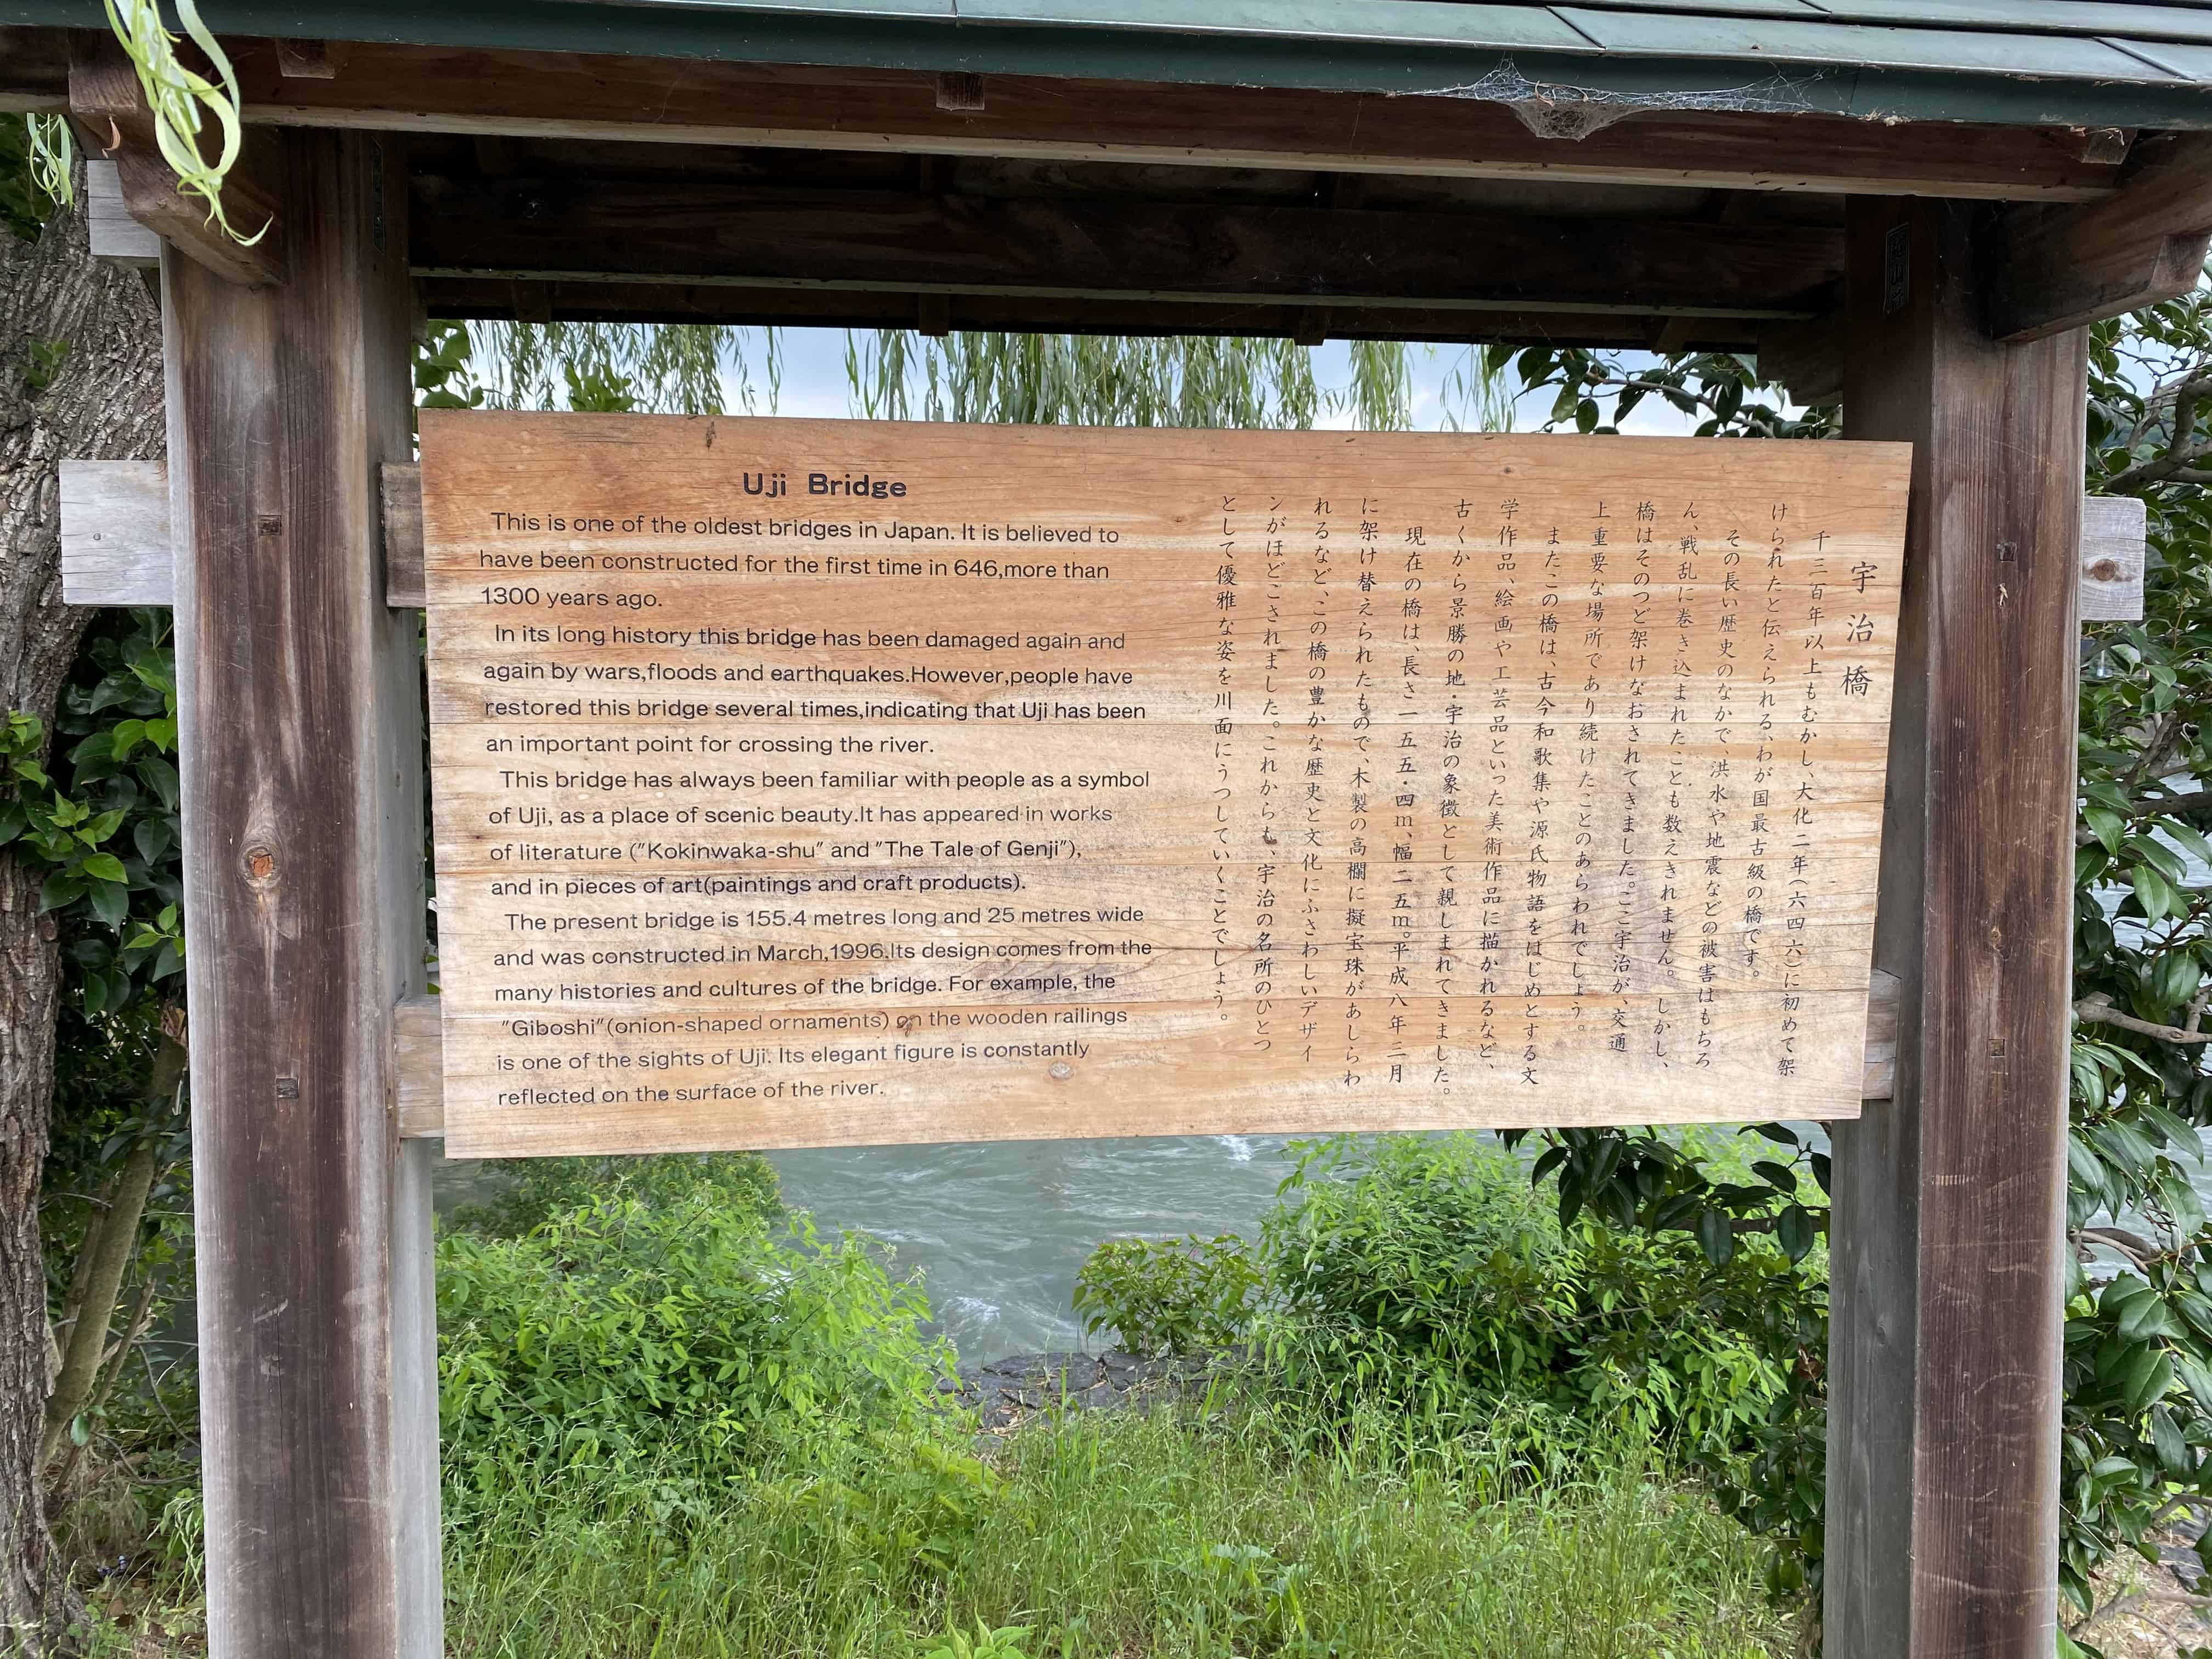 Uji Bridge
This is one of the oldest bridges in Japan. It is believed to
have been constructed for the first time in 646,more than
1300 years ago.
In its long history this bridge has been damaged again and
again by wars,floods and earthquakes.However,people have
restored this bridge several times,indicating that Uji has been
an important point for crossing the river.
This bridge has always been familiar with people as a symbol
of Uji, as a place of scenic beauty.It has appeared in works
of literature ("Kokinwaka-shu" and "The Tale of Genji"),
and in pieces of art(paintings and craft products).
The present bridge is 155.4 metres long and 25 metres wide
and was constructed in March,1996.Its design comes from the
many histories and cultures of the bridge. For example, the
"Giboshi"(onion-shaped ornaments) on the wooden railings
is one of the sights of Uji. Its elegant figure is constantly
reflected on the surface of the river.
宇治橋
千三百年以上もむかし、大化二年(六四六)に初めて架
けられたと伝えられる、わが国最古級の橋です。
その長い歴史のなかで、洪水や地震などの被害はもちろ
ん、戦乱に巻き込まれたことも数えきれません。しかし、
橋はそのつど架けなおされてきました。ここ宇治が、交通
上重要な場所であり続けたことのあらわれでしょう。
またこの橋は、古今和歌集や源氏物語をはじめとする文
学作品、絵画や工芸品といった美術作品に描かれるなど、
古くから景勝の地・宇治の象徴として親しまれてきました。
現在の橋は、長さ一五五・四m、幅二五m。平成八年三月
に架け替えられたもので、木製の高欄に擬宝珠があしらわ
れるなど、この橋の豊かな歴史と文化にふさわしいデザイ
ンがほどこされました。これからも、宇治の名所のひとつ
として優雅な姿を川面にうつしていくことでしょう。